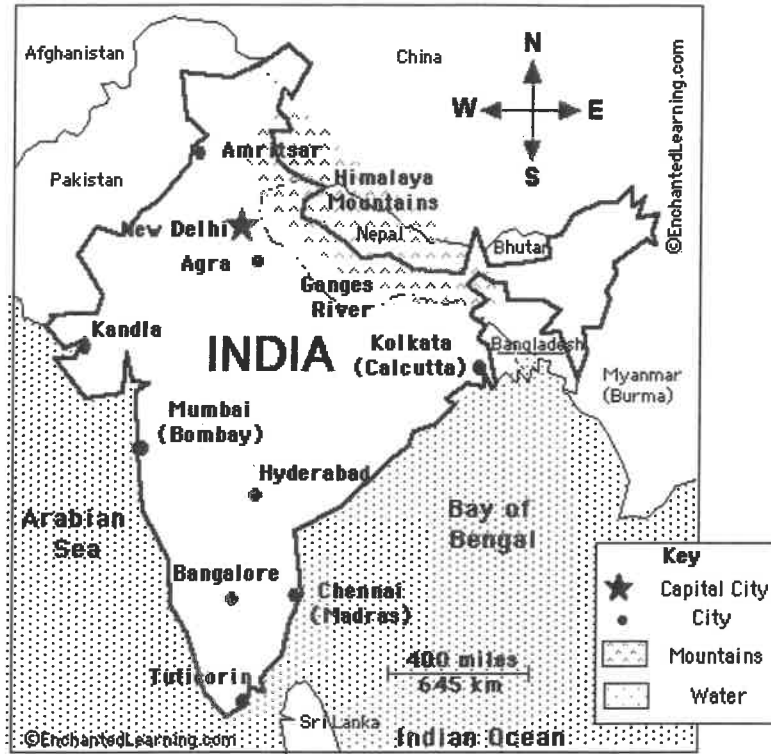 Afghanistan
China
N
W E
S
©EnchantedLearning.com
Pakistan
Amritsar
Himalaya
Mountains
New Delhi
Nepal
Bhutan
Agra
Ganges
River
Kandla
INDIA
Kolkata
(Calcutta)
Bangladesh
Myanmar
(Burma)
Mumbai
(Bombay)
Hyderabad
Arabian
Sea
Bay of
Bengal
Bangalore
Chennai
(Madras)
Key
Capital City
City
Mountains
Water
400 miles
645 km
Tuticorin
Sri Lanka
Indian Ocean
©EnchantedLearning.com